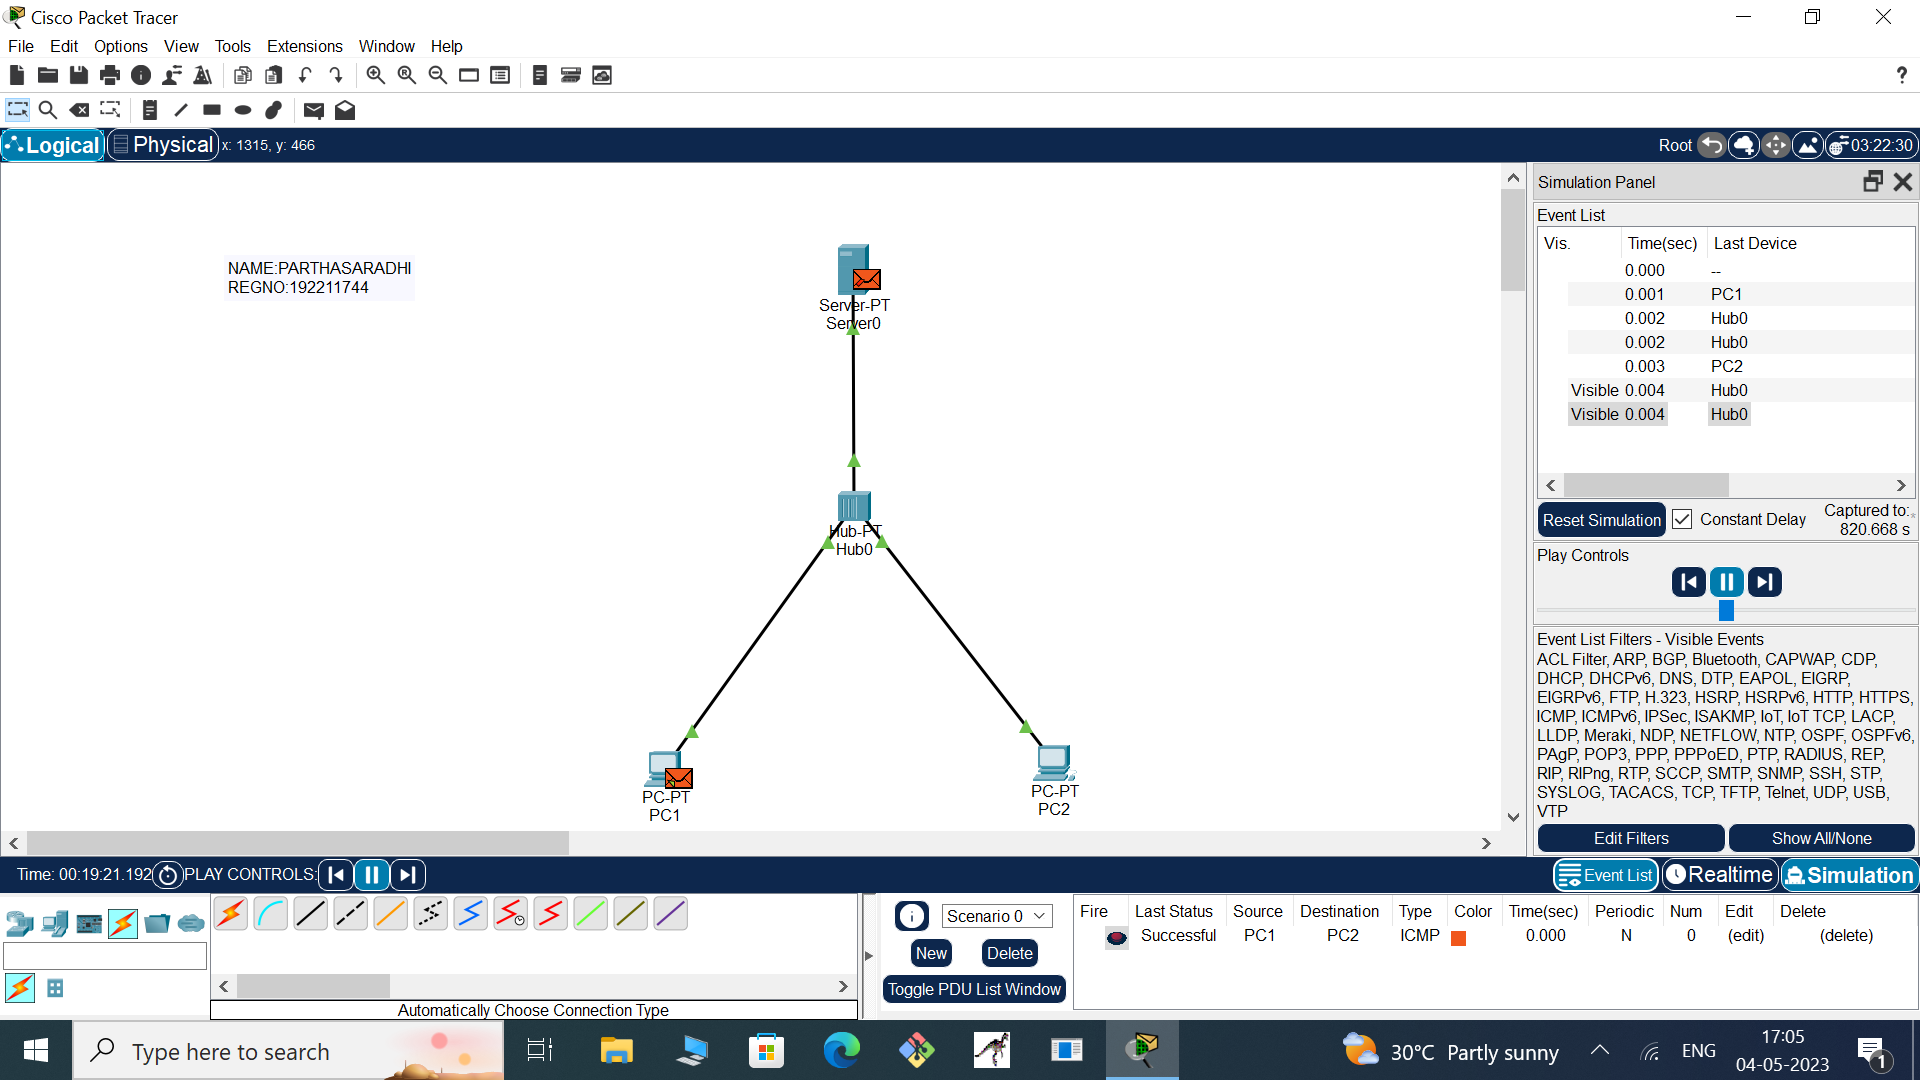 Cisco Packet Tracer
File Edit Options View Tools Extensions Window Help
?
Logical Physical x: 1315, y: 466 Root 03:22:30
NAME:PARTHASARADHI
REGNO:192211744
Server-PT
Server0
Hub-PT
Hub0
PC-PT
PC1
PC-PT
PC2
Simulation Panel
Event List
Vis. Time(sec) Last Device
0.000 --
0.001 PC1
0.002 Hub0
0.002 Hub0
0.003 PC2
Visible 0.004 Hub0
Visible 0.004 Hub0
Reset Simulation Constant Delay Captured to:*
820.668 s
Play Controls
Event List Filters - Visible Events
ACL Filter, ARP, BGP, Bluetooth, CAPWAP, CDP,
DHCP, DHCPv6, DNS, DTP, EAPOL, EIGRP,
EIGRPv6, FTP, H.323, HSRP, HSRPv6, HTTP, HTTPS,
ICMP, ICMPv6, IPSec, ISAKMP, IoT, IoT TCP, LACP,
LLDP, Meraki, NDP, NETFLOW, NTP, OSPF, OSPFv6,
PAgP, POP3, PPP, PPPoED, PTP, RADIUS, REP,
RIP, RIPng, RTP, SCCP, SMTP, SNMP, SSH, STP,
SYSLOG, TACACS, TCP, TFTP, Telnet, UDP, USB,
VTP
Edit Filters Show All/None
Time: 00:19:21.192 PLAY CONTROLS: Event List Realtime Simulation
Automatically Choose Connection Type
Scenario 0
New Delete
Toggle PDU List Window
Fire Last Status Source Destination Type Color Time(sec) Periodic Num Edit Delete
Successful PC1 PC2 ICMP 0.000 N 0 (edit) (delete)
Type here to search 30°C Partly sunny ENG 17:05
04-05-2023 1